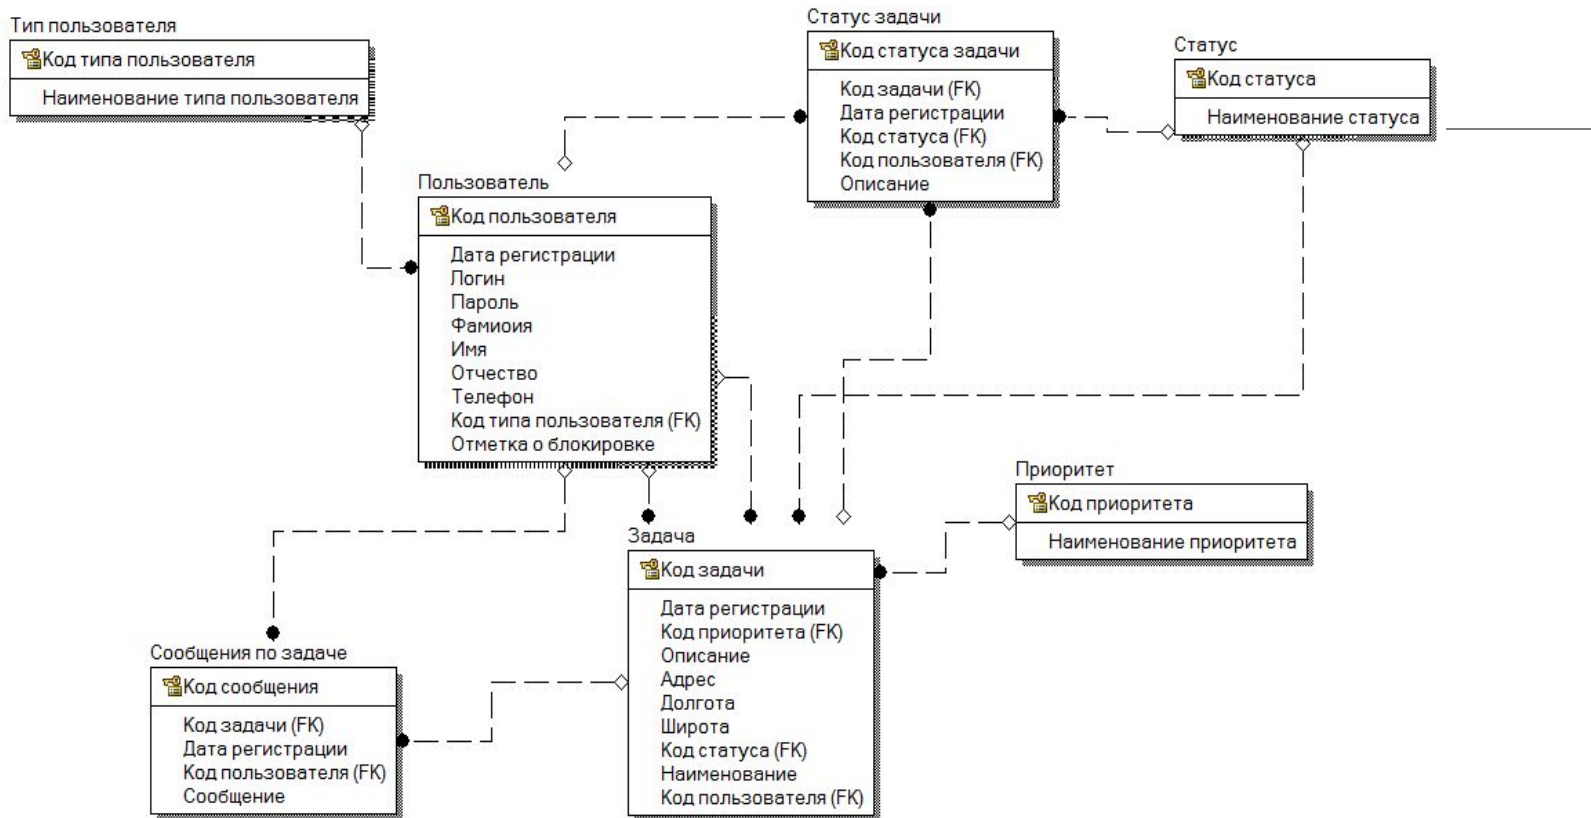 Тип пользователя
Код типа пользователя
Наименование типа пользователя
Статус задачи
Код статуса задачи
Код задачи (FK)
Дата регистрации
Код статуса (FK)
Код пользователя (FK)
Описание
Статус
Код статуса
Наименование статуса
Пользователь
Код пользователя
Дата регистрации
Логин
Пароль
Фамиоия
Имя
Отчество
Телефон
Код типа пользователя (FK)
Отметка о блокировке
Приоритет
Код приоритета
Наименование приоритета
Задача
Код задачи
Дата регистрации
Код приоритета (FK)
Описание
Адрес
Долгота
Широта
Код статуса (FK)
Наименование
Код пользователя (FK)
Сообщения по задаче
Код сообщения
Код задачи (FK)
Дата регистрации
Код пользователя (FK)
Сообщение